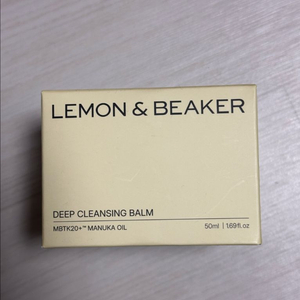 LEMON & BEAKER
DEEP CLEANSING BALM
MBTK20+™ MANUKA OIL
50ml | 1.69fl.oz